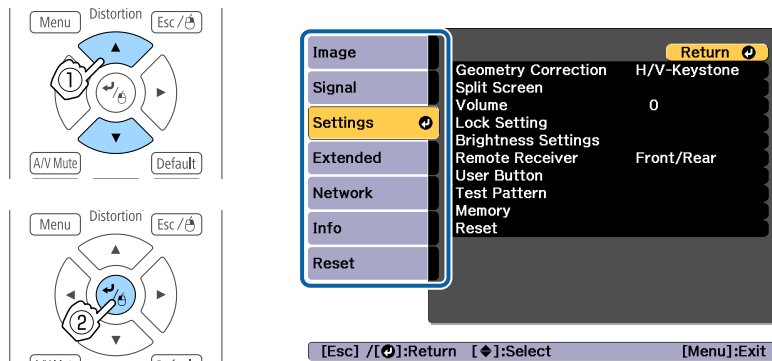 Menu
Distortion
Esc /
①
A/V Mute
Default
Menu
Distortion
Esc /
②
Image
Signal
Settings
Extended
Network
Info
Reset
Return
Geometry Correction H/V-Keystone
Split Screen
Volume 0
Lock Setting
Brightness Settings
Remote Receiver Front/Rear
User Button
Test Pattern
Memory
Reset
[Esc] /[ ]:Return [ ]:Select [Menu]:Exit